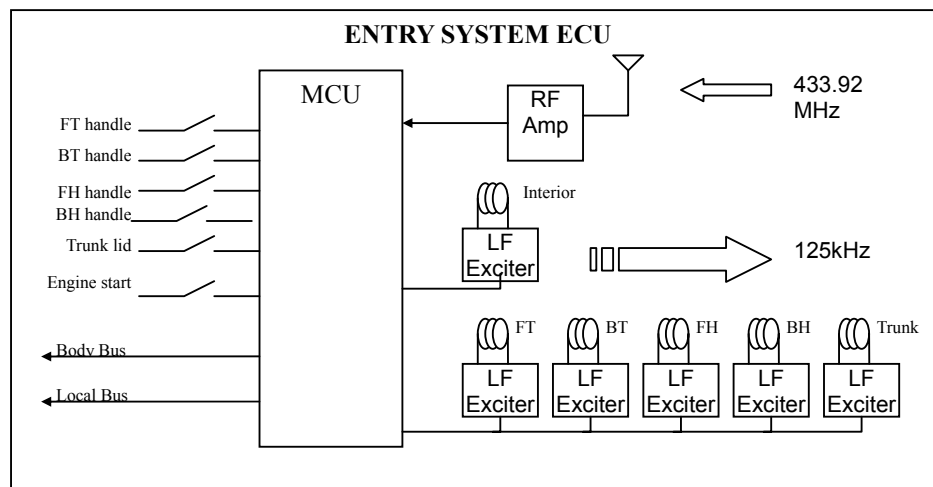 ENTRY SYSTEM ECU
MCU
RF
Amp
433.92
MHz
FT handle
BT handle
FH handle
BH handle
Trunk lid
Engine start
Body Bus
Local Bus
Interior
LF
Exciter
125kHz
FT
LF
Exciter
BT
LF
Exciter
FH
LF
Exciter
BH
LF
Exciter
Trunk
LF
Exciter